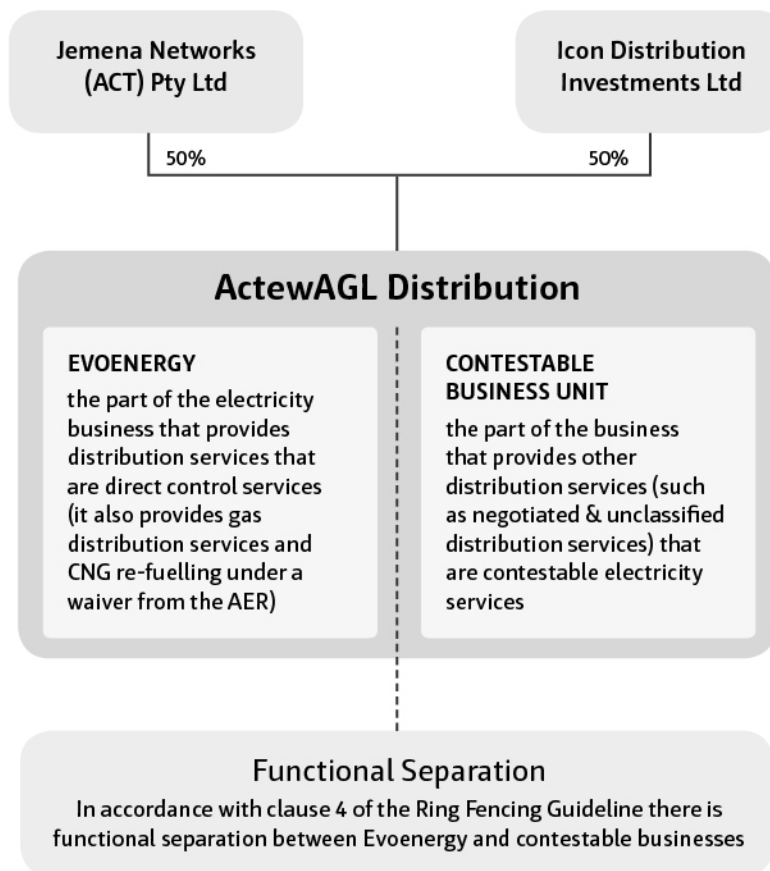 Jemena Networks
(ACT) Pty Ltd
Icon Distribution
Investments Ltd
50%
50%
ActewAGL Distribution
EVOENERGY
the part of the electricity
business that provides
distribution services that
are direct control services
(it also provides gas
distribution services and
CNG re-fuelling under a
waiver from the AER)
CONTESTABLE
BUSINESS UNIT
the part of the business
that provides other
distribution services (such
as negotiated & unclassified
distribution services) that
are contestable electricity
services
Functional Separation
In accordance with clause 4 of the Ring Fencing Guideline there is
functional separation between Evoenergy and contestable businesses